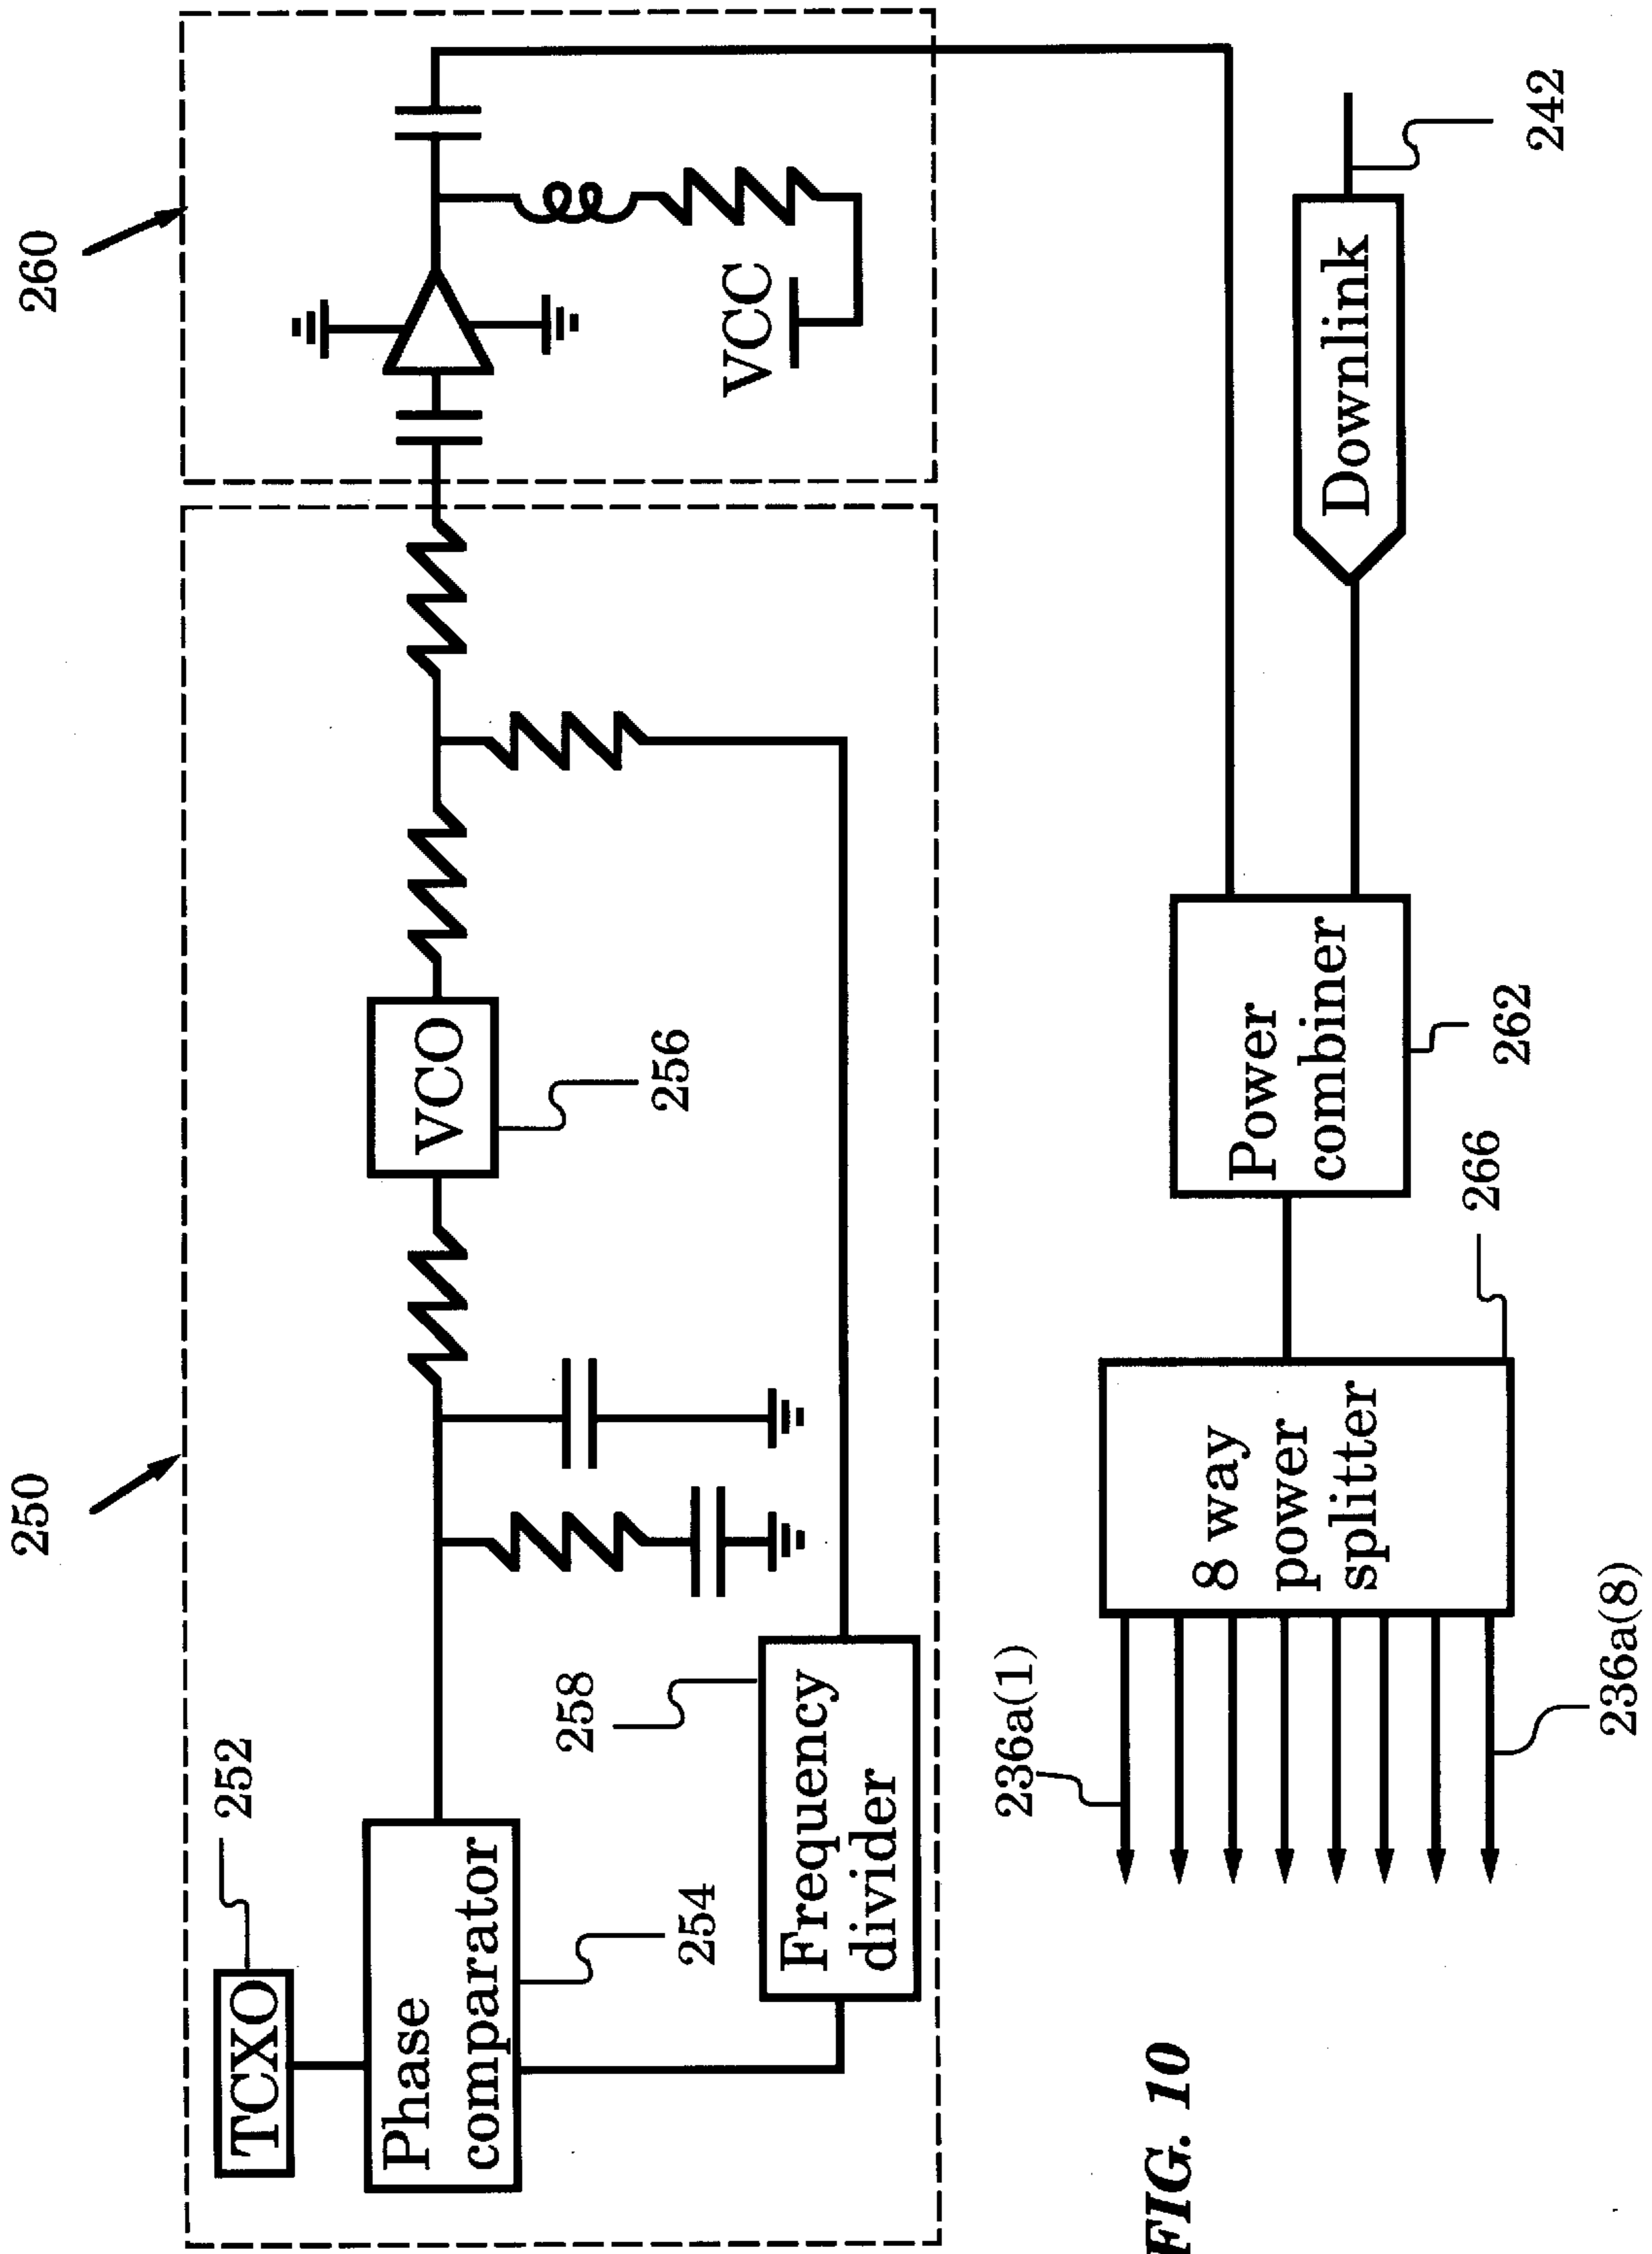 250
260
252
TCXO
Phase
comparator
254
VCO
256
VCC
258
Frequency
divider
236a(1)
8 way
power
splitter
266
Power
combiner
262
Downlink
242
236a(8)
FIG. 10